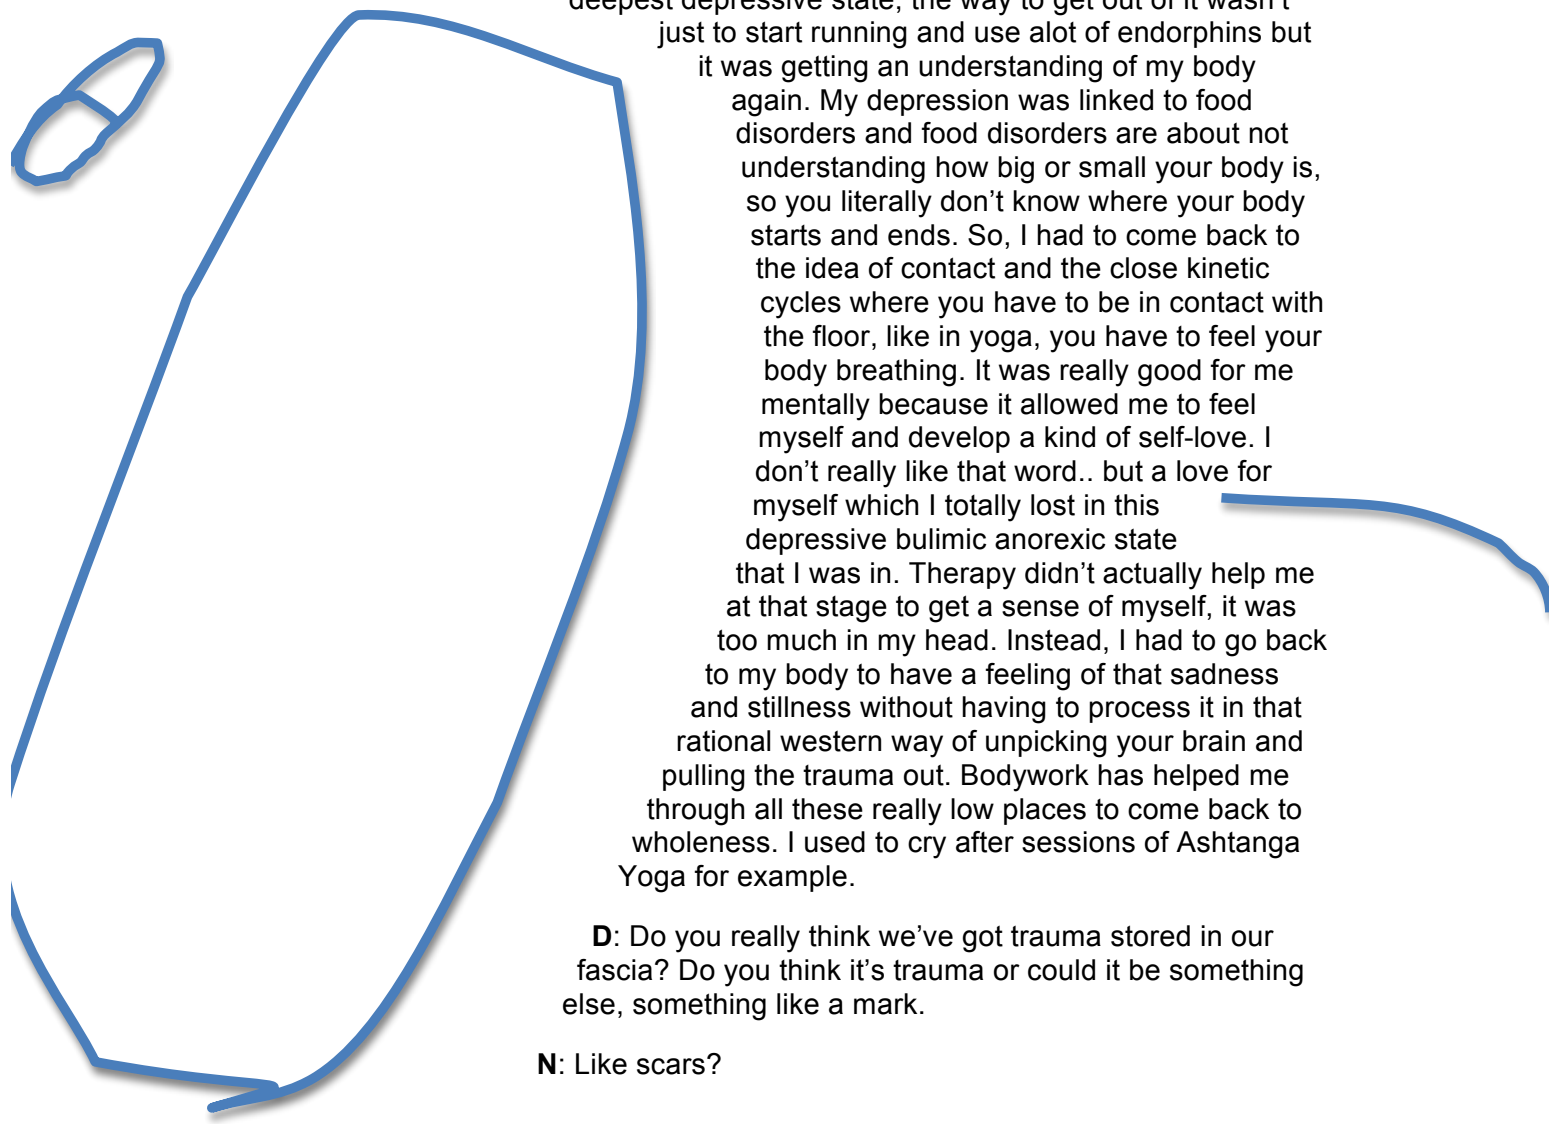 deepest depressive state, the way to get out of it wasn't
just to start running and use alot of endorphins but
it was getting an understanding of my body
again. My depression was linked to food
disorders and food disorders are about not
understanding how big or small your body is,
so you literally don't know where your body
starts and ends. So, I had to come back to
the idea of contact and the close kinetic
cycles where you have to be in contact with
the floor, like in yoga, you have to feel your
body breathing. It was really good for me
mentally because it allowed me to feel
myself and develop a kind of self-love. I
don't really like that word.. but a love for
myself which I totally lost in this
depressive bulimic anorexic state
that I was in. Therapy didn't actually help me
at that stage to get a sense of myself, it was
too much in my head. Instead, I had to go back
to my body to have a feeling of that sadness
and stillness without having to process it in that
rational western way of unpicking your brain and
pulling the trauma out. Bodywork has helped me
through all these really low places to come back to
wholeness. I used to cry after sessions of Ashtanga
Yoga for example.
D: Do you really think we've got trauma stored in our
fascia? Do you think it's trauma or could it be something
else, something like a mark.
N: Like scars?